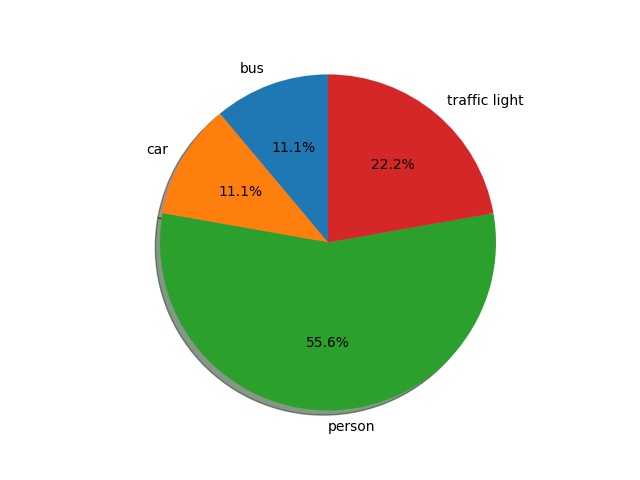 bus
traffic light
car
11.1%
22.2%
11.1%
55.6%
person